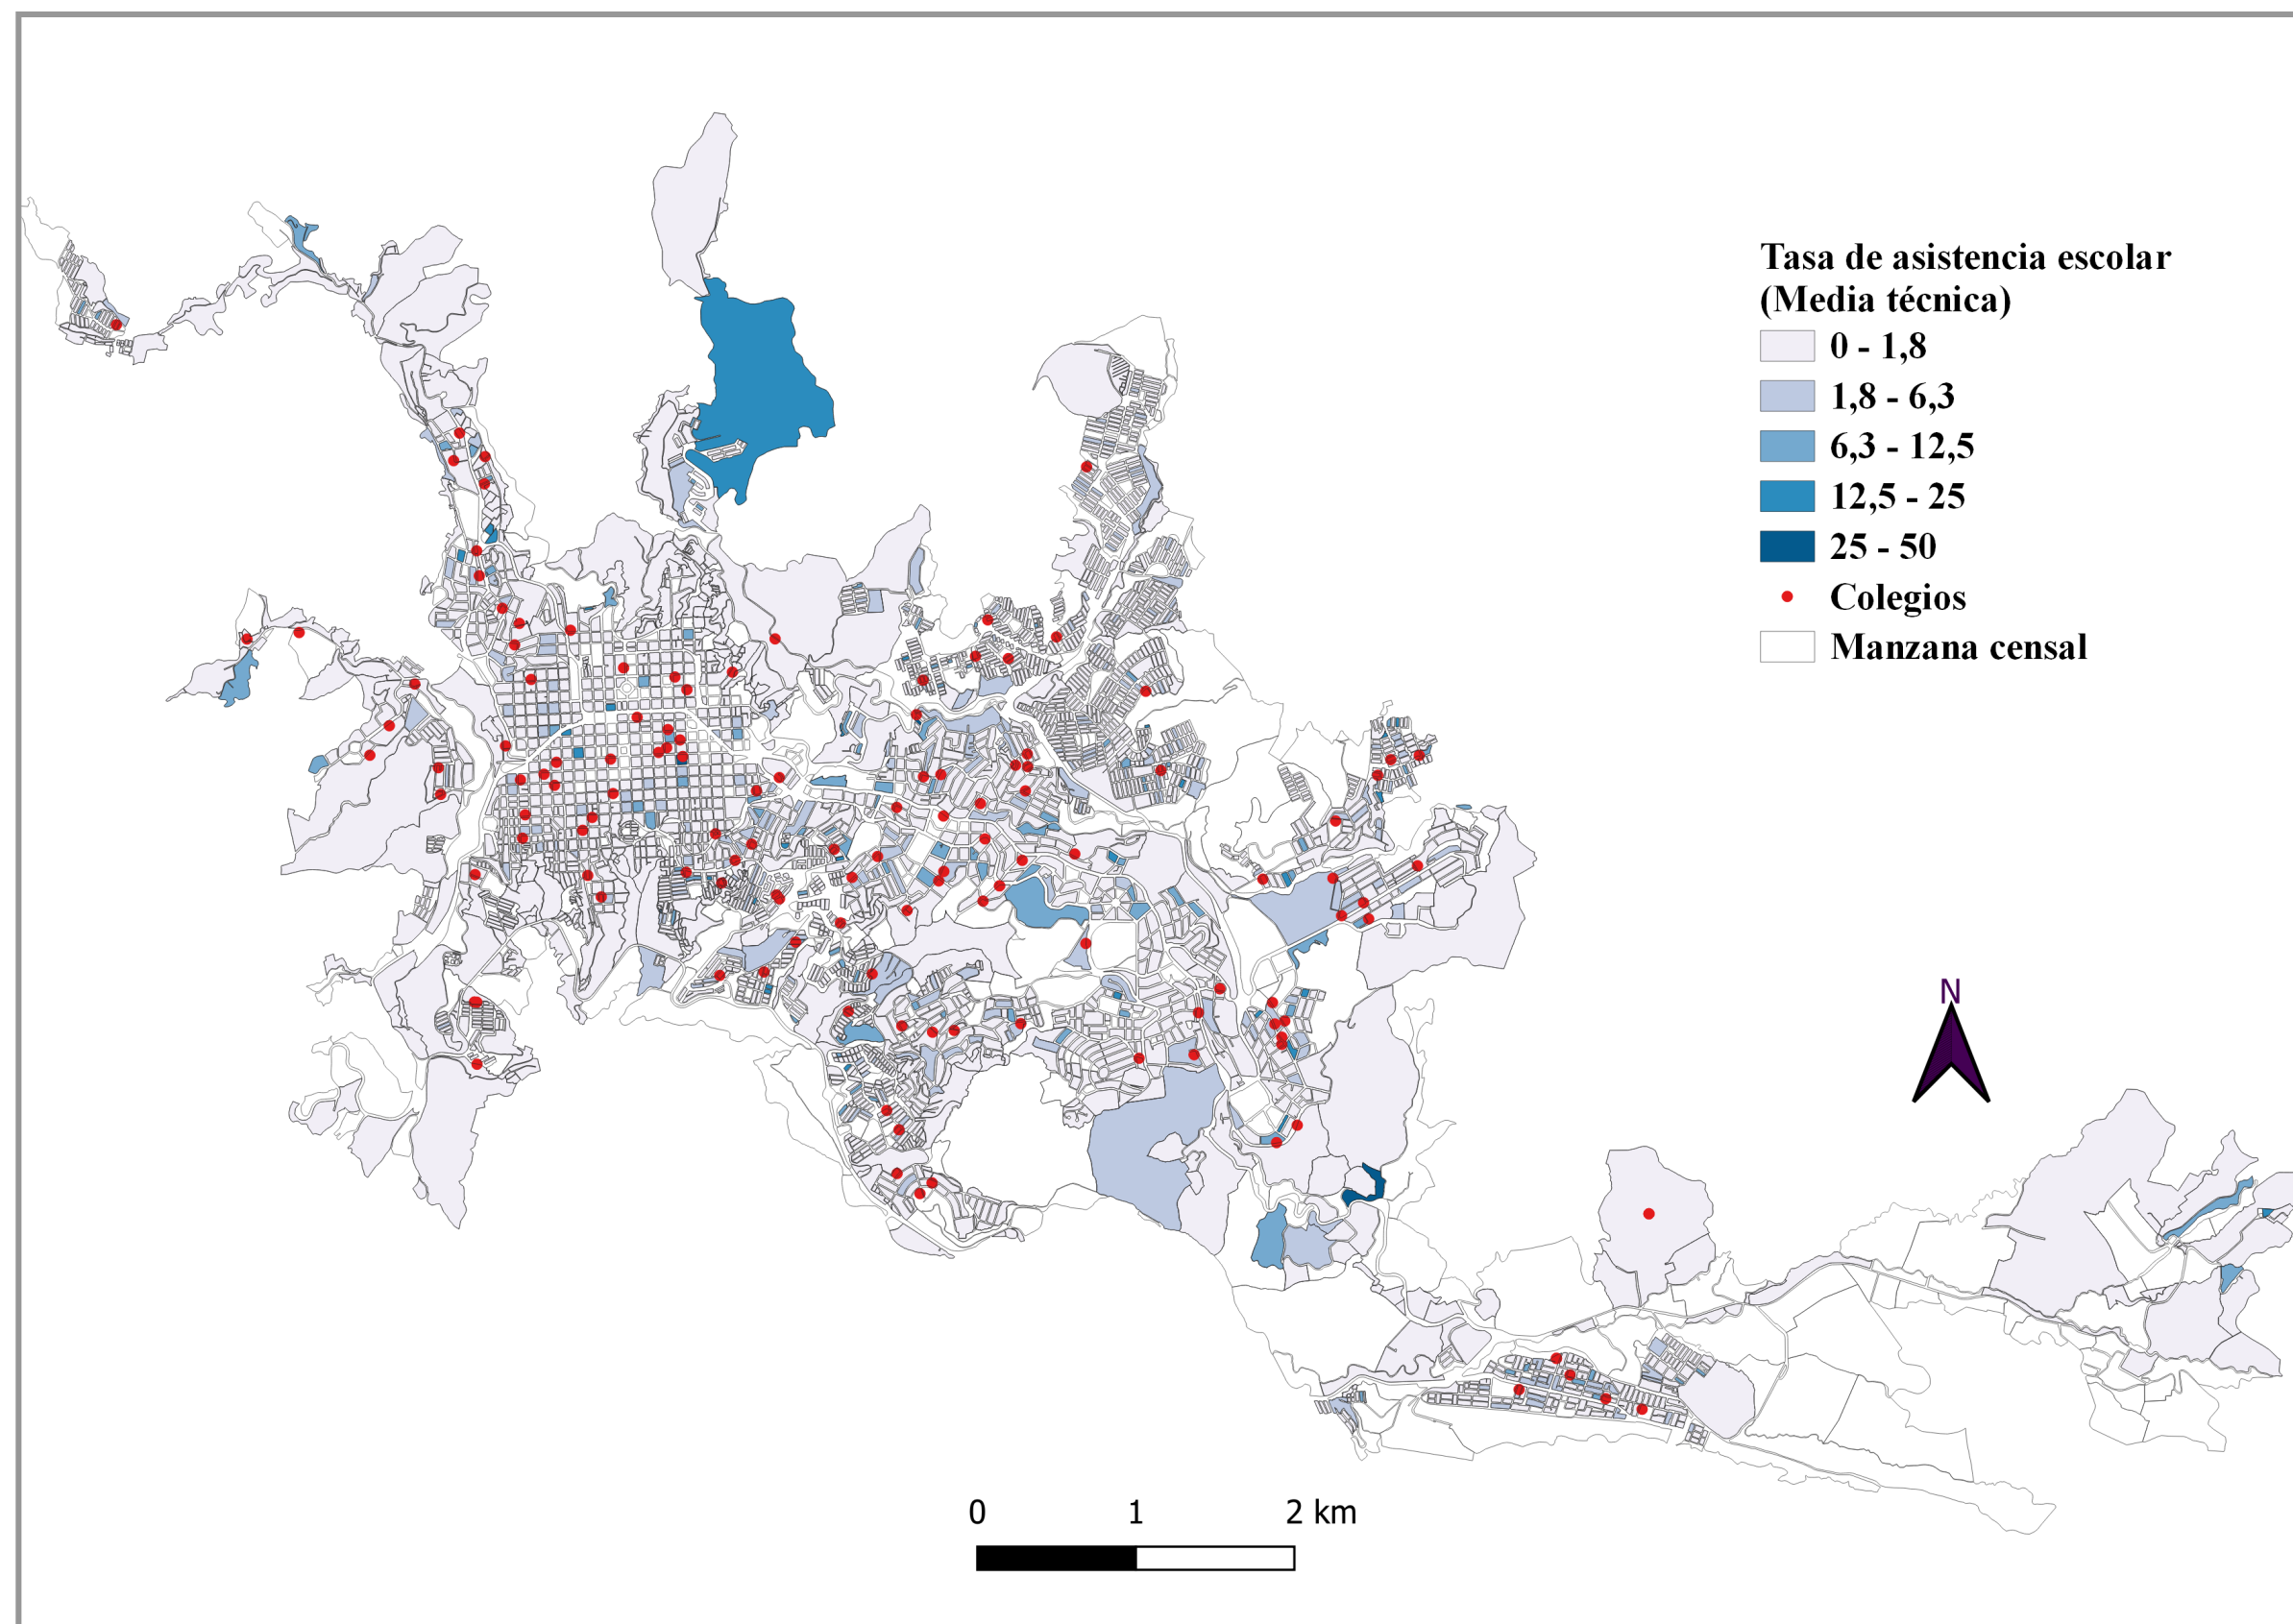 Tasa de asistencia escolar
(Media técnica)
0 - 1,8
1,8 - 6,3
6,3 - 12,5
12,5 - 25
25 - 50
Colegios
Manzana censal
N
0 1 2 km